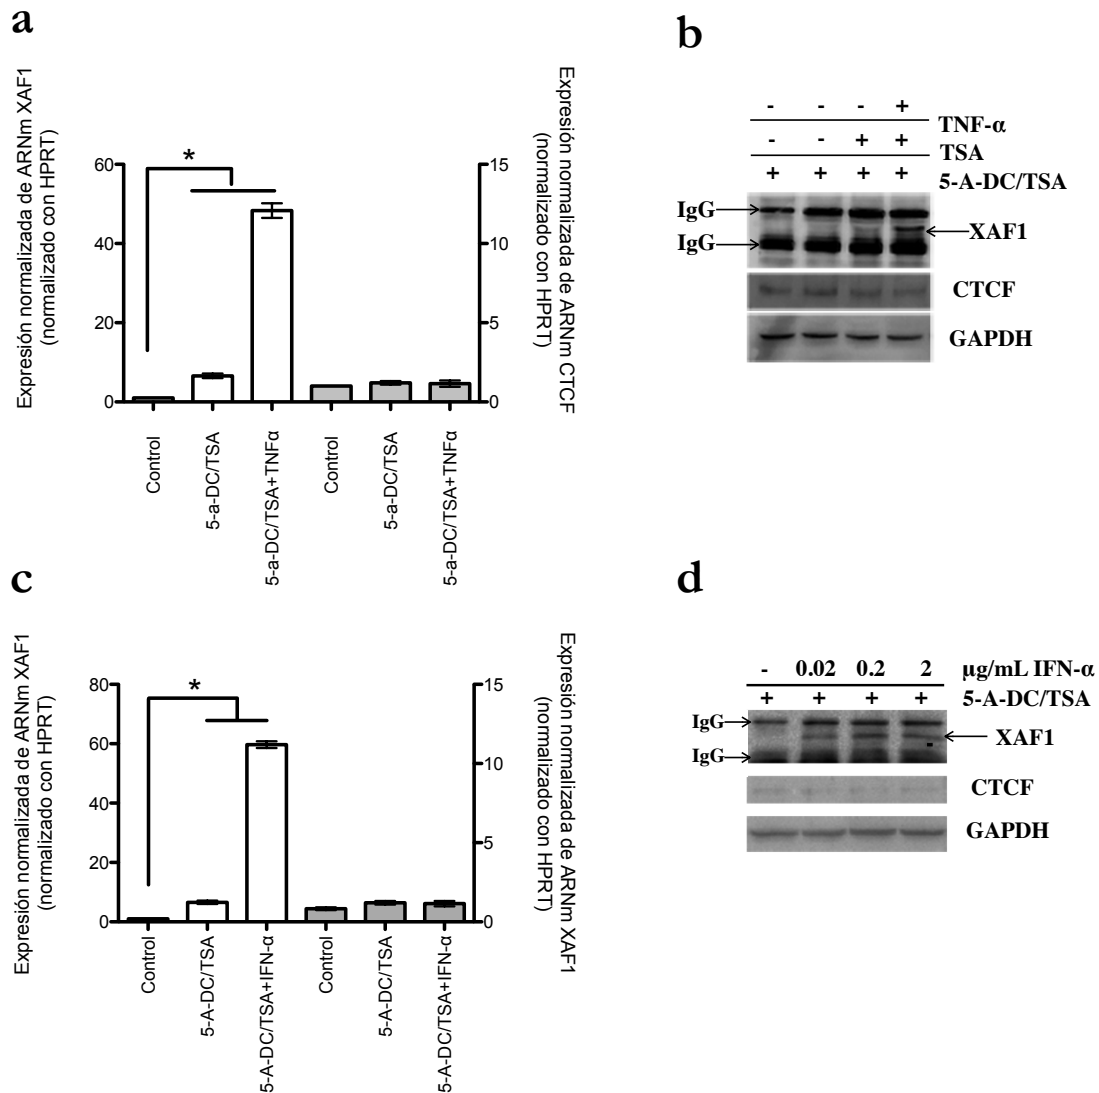 a
Expresión normalizada de ARNm XAF1
(normalizado con HPRT)
60
40
20
0
*
15
10
5
0
Expresión normalizada de ARNm CTCF
(normalizado con HPRT)
Control
5-a-DC/TSA
5-a-DC/TSA+TNFα
Control
5-a-DC/TSA
5-a-DC/TSA+TNFα
b
- - - +
TNF-α
- - + +
TSA
+ + + +
5-A-DC/TSA
IgG
XAF1
IgG
CTCF
GAPDH
c
Expresión normalizada de ARNm XAF1
(normalizado con HPRT)
80
60
40
20
0
*
15
10
5
0
Expresión normalizada de ARNm XAF1
(normalizado con HPRT)
Control
5-A-DC/TSA
5-A-DC/TSA+IFN-α
Control
5-A-DC/TSA
5-A-DC/TSA+IFN-α
d
- 0.02 0.2 2 µg/mL IFN-α
+ + + + 5-A-DC/TSA
IgG
XAF1
IgG
CTCF
GAPDH